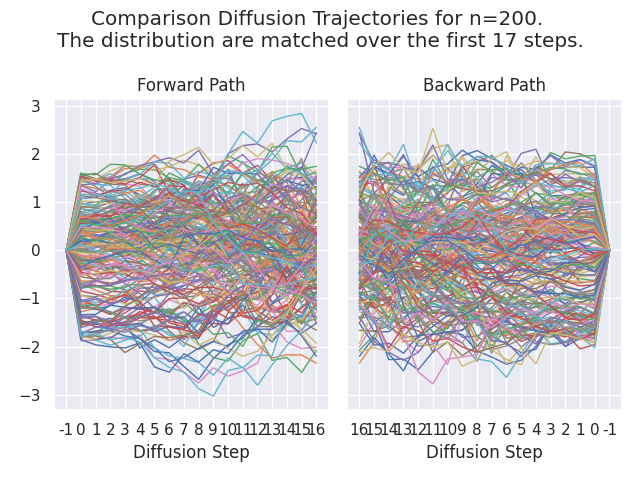 Comparison Diffusion Trajectories for n=200.
The distribution are matched over the first 17 steps.
Forward Path
Backward Path
3
2
1
0
−1
−2
−3
-1 0 1 2 3 4 5 6 7 8 9 10 11 12 13 14 15 16
16 15 14 13 12 11 10 9 8 7 6 5 4 3 2 1 0 -1
Diffusion Step
Diffusion Step